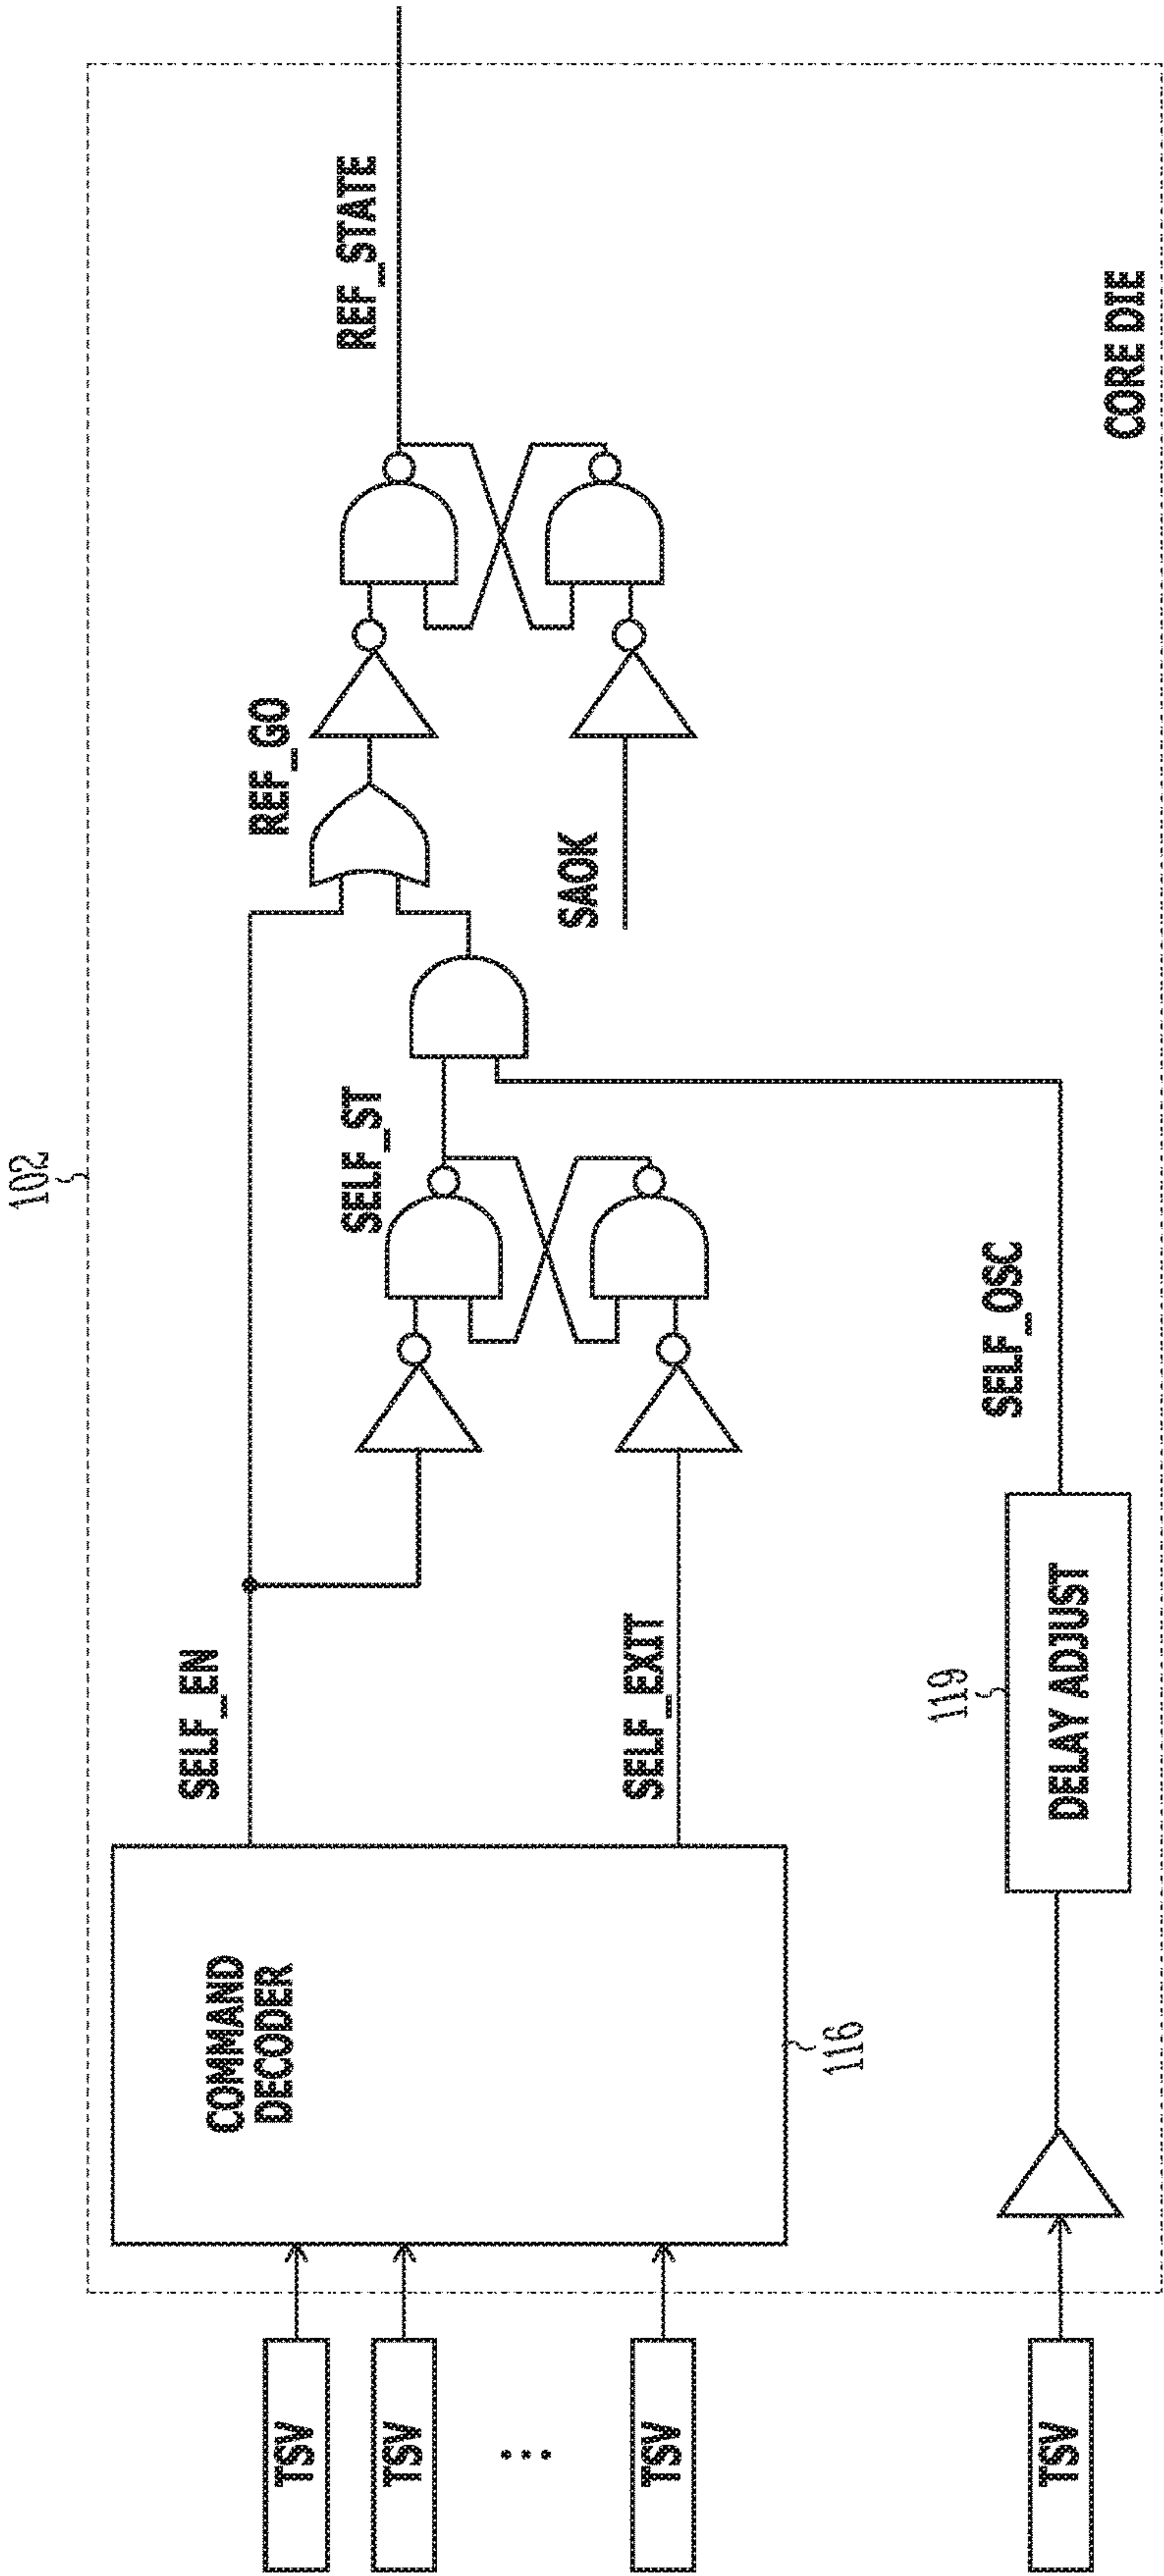 102
SELF_EN
SELF_ST
REF_GO
REF_STATE
COMMAND
DECODER
116
SELF_EXIT
SAOK
SELF_OSC
119
DELAY ADJUST
CORE DIE
TSV
TSV
...
TSV
TSV